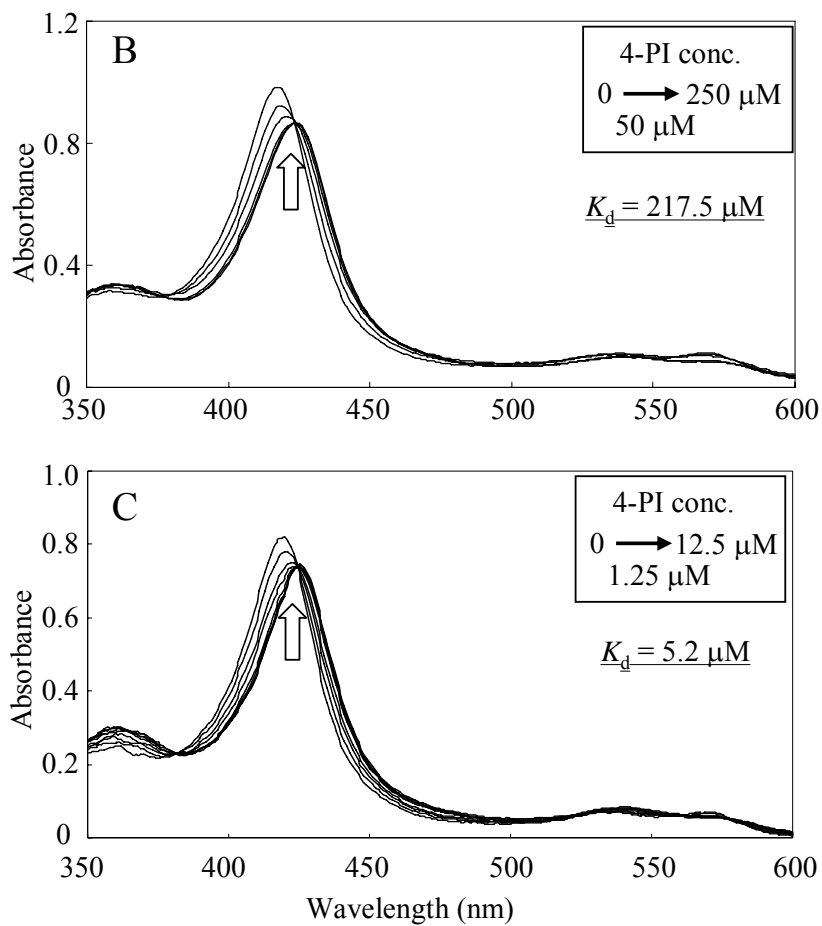 B
1.2
0.8
0.4
0
Absorbance
4-PI conc.
0 → 250 μM
50 μM
Kd = 217.5 μM
350 400 450 500 550 600
C
1.0
0.8
0.6
0.4
0.2
0
Absorbance
4-PI conc.
0 → 12.5 μM
1.25 μM
Kd = 5.2 μM
350 400 450 500 550 600
Wavelength (nm)